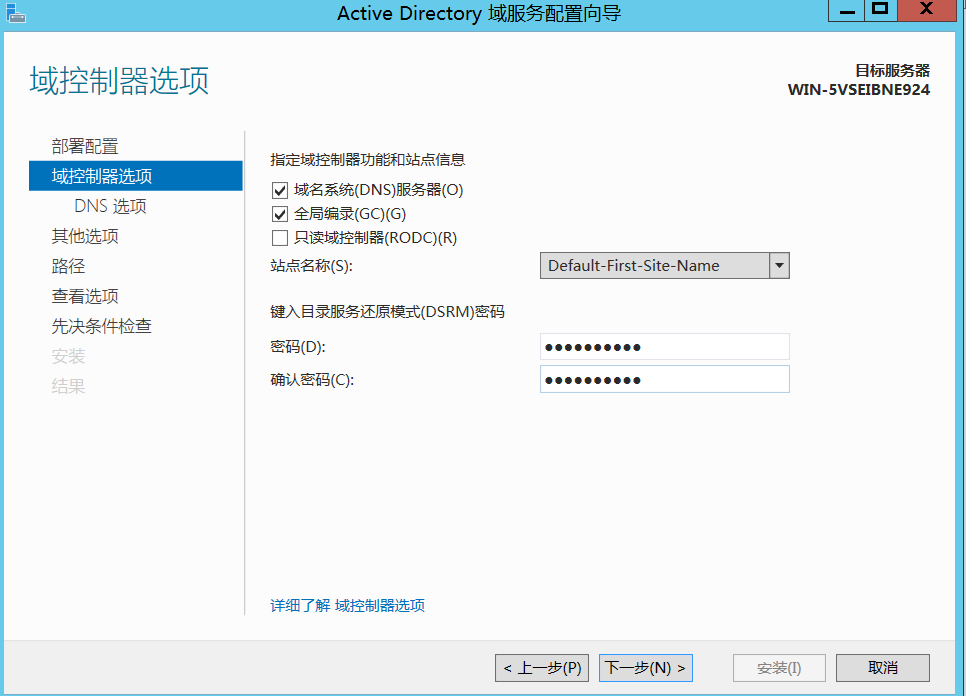 Active Directory 域服务配置向导
域控制器选项
目标服务器
WIN-5VSEIBNE924
部署配置
域控制器选项
DNS 选项
其他选项
路径
查看选项
先决条件检查
安装
结果
指定域控制器功能和站点信息
域名系统(DNS)服务器(O)
全局编录(GC)(G)
只读域控制器(RODC)(R)
站点名称(S):
Default-First-Site-Name
键入目录服务还原模式(DSRM)密码
密码(D):
●●●●●●●●●●
确认密码(C):
●●●●●●●●●●
详细了解 域控制器选项
< 上一步(P)
下一步(N) >
安装(I)
取消